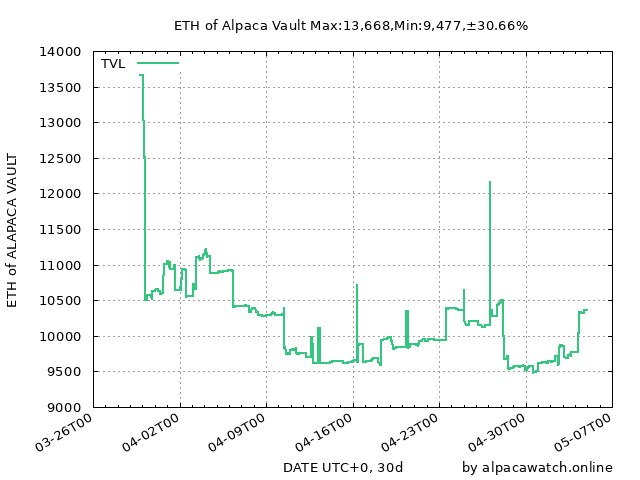 ETH of Alpaca Vault Max:13,668,Min:9,477,±30.66%
TVL
14000
13500
13000
12500
12000
11500
11000
10500
10000
9500
9000
ETH of ALAPACA VAULT
03-26T00
04-02T00
04-09T00
04-16T00
04-23T00
04-30T00
05-07T00
DATE UTC+0, 30d
by alpacawatch.online